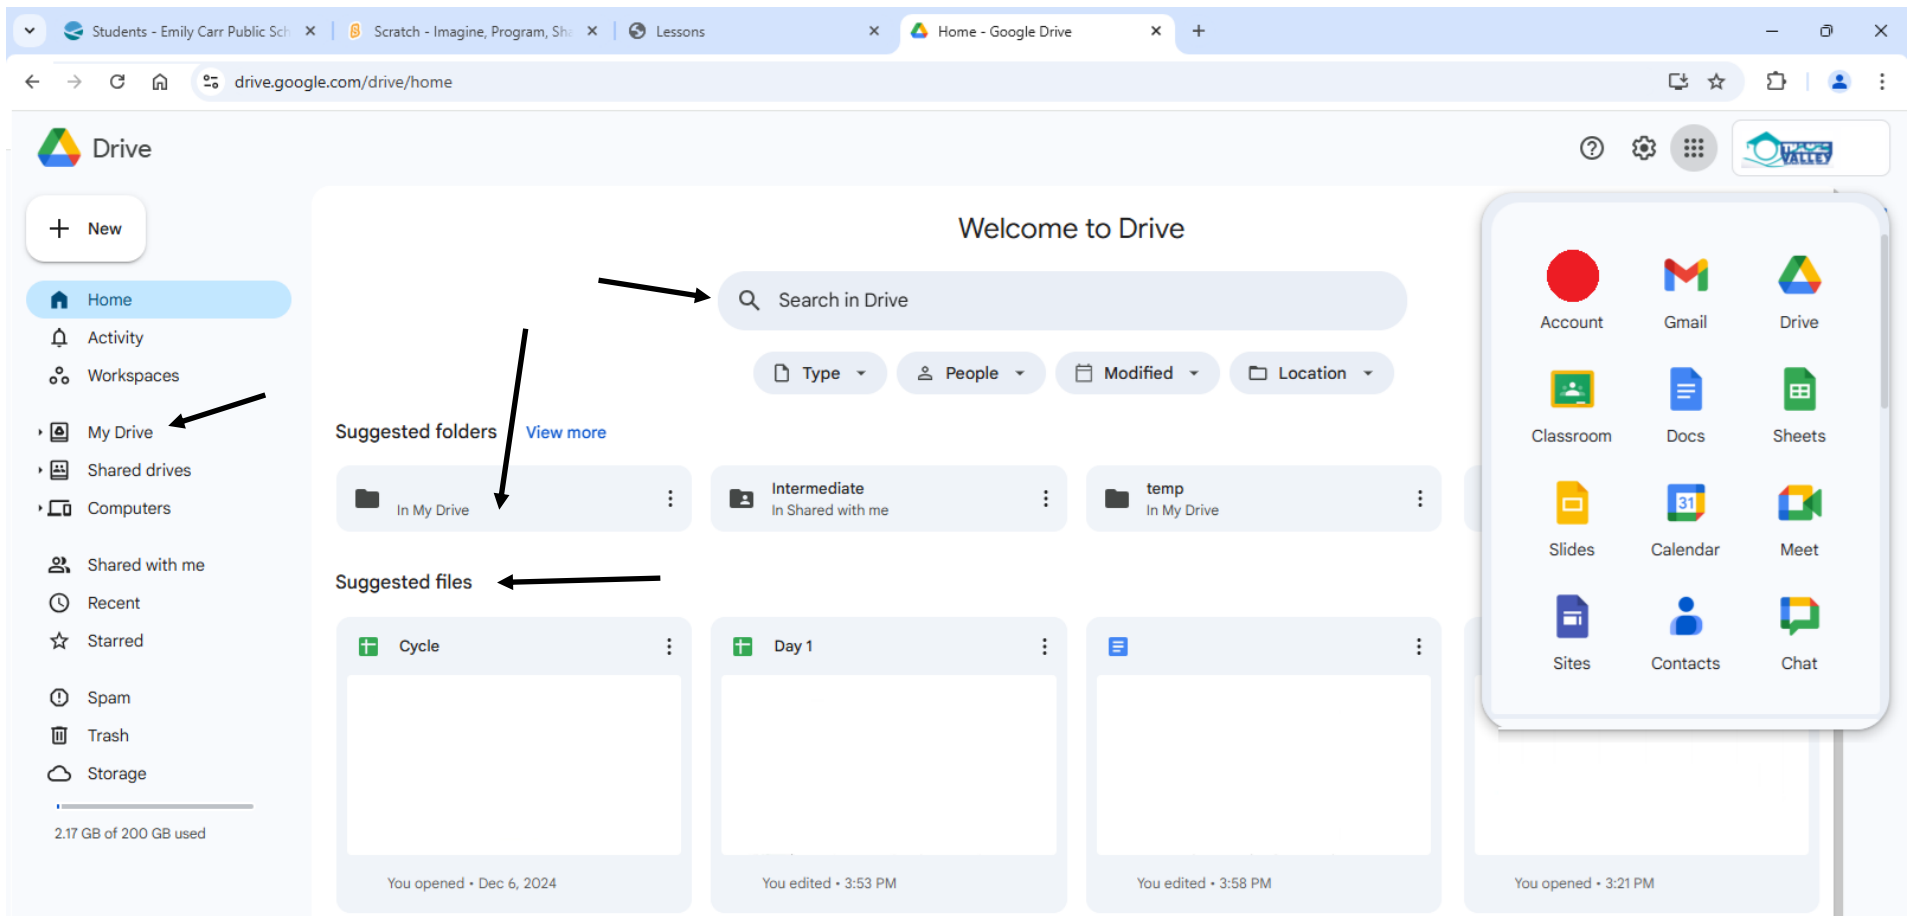 Students - Emily Carr Public Sch
Scratch - Imagine, Program, Sha
Lessons
Home - Google Drive
drive.google.com/drive/home
Drive
VALLEY
New
Welcome to Drive
Home
Search in Drive
Activity
Workspaces
Type
People
Modified
Location
My Drive
Suggested folders
View more
Shared drives
Computers
In My Drive
Intermediate
In Shared with me
temp
In My Drive
Shared with me
Suggested files
Recent
Starred
Cycle
Day 1
Spam
Trash
Storage
2.17 GB of 200 GB used
You opened • Dec 6, 2024
You edited • 3:53 PM
You edited • 3:58 PM
You opened • 3:21 PM
Account
Gmail
Drive
Classroom
Docs
Sheets
Slides
31
Calendar
Meet
Sites
Contacts
Chat